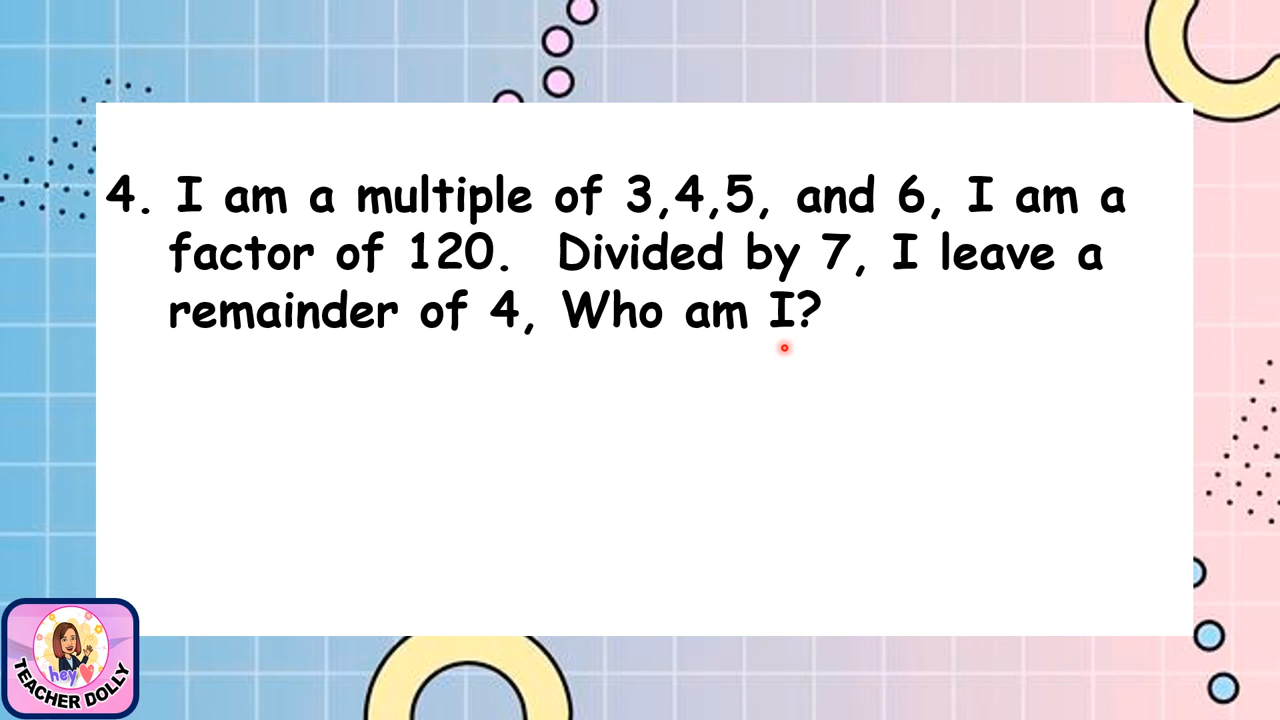 4. I am a multiple of 3,4,5, and 6, I am a
factor of 120. Divided by 7, I leave a
remainder of 4, Who am I?
hey
TEACHER DOLLY